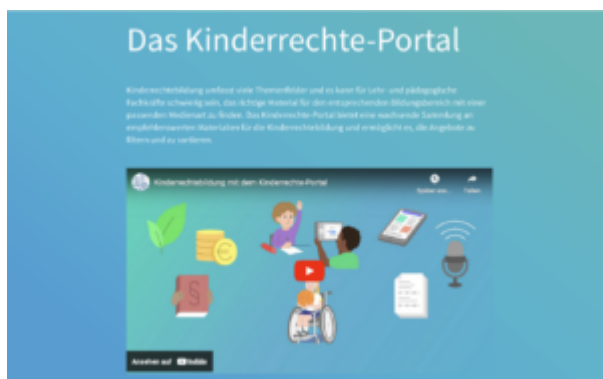 Das Kinderrechte-Portal
Kinderrechtebildung umfasst viele Themenfelder und es kann für Lehr- und pädagogische
Fachkräfte schwierig sein, das richtige Material für den entsprechenden Bildungsbereich mit einer
passenden Medienart zu finden. Das Kinderrechte-Portal bietet eine wachsende Sammlung an
empfehlenswerten Materialien für die Kinderrechtebildung und ermöglicht es, die Angebote zu
filtern und zu sortieren.
Kinderrechtebildung mit dem Kinderrechte-Portal
Später ans...
Teilen
§
€
Ansehen auf YouTube